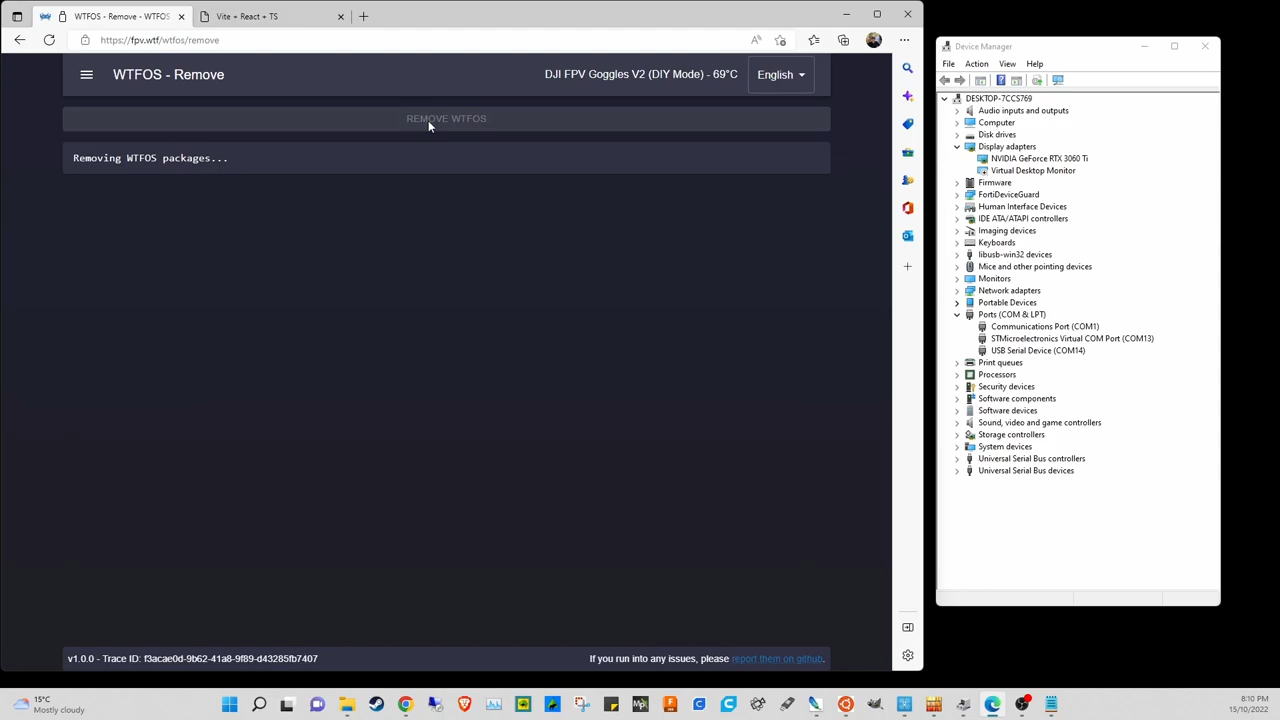 WTFOS - Remove - WTFOS -
Vite + React + TS
https://fpv.wtf/wtfos/remove
WTFOS - Remove
DJI FPV Goggles V2 (DIY Mode) - 69°C
English
REMOVE WTFOS
Removing WTFOS packages...
v1.0.0 - Trace ID:
If you run into any issues, please report them on github.
Device Manager
File Action View Help
DESKTOP-7CCS769
Audio inputs and outputs
Computer
Disk drives
Display adapters
NVIDIA GeForce RTX 3060 Ti
Virtual Desktop Monitor
Firmware
FortiDeviceGuard
Human Interface Devices
IDE ATA/ATAPI controllers
Imaging devices
Keyboards
libusb-win32 devices
Mice and other pointing devices
Monitors
Network adapters
Portable Devices
Ports (COM & LPT)
Communications Port (COM1)
STMicroelectronics Virtual COM Port (COM13)
USB Serial Device (COM14)
Print queues
Processors
Security devices
Software components
Software devices
Sound, video and game controllers
Storage controllers
System devices
Universal Serial Bus controllers
Universal Serial Bus devices
15°C
Mostly cloudy
8:10 PM
15/10/2022